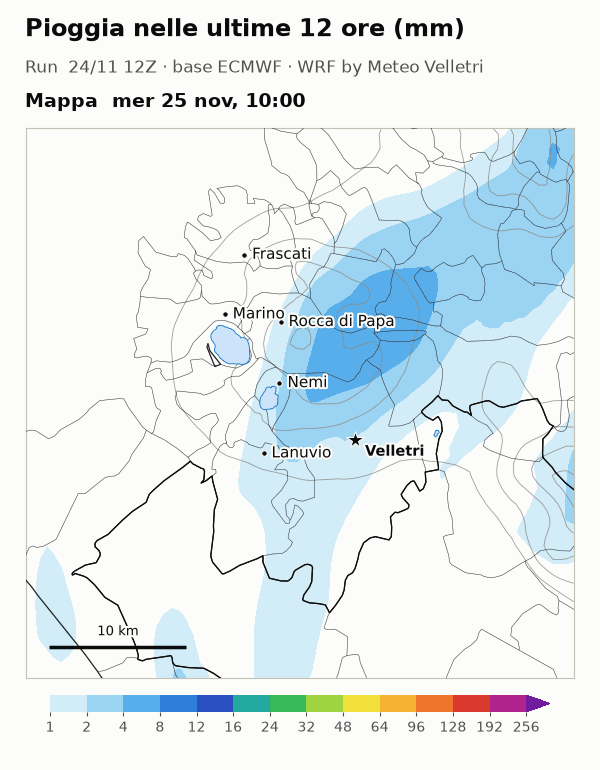 Pioggia nelle ultime 12 ore (mm)
Run  24/11 12Z · base ECMWF · WRF by Meteo Velletri
Mappa  mer 25 nov, 10:00
Frascati
Marino
Rocca di Papa
Nemi
Velletri
Lanuvio
10 km
1 2 4 8 12 16 24 32 48 64 96 128 192 256